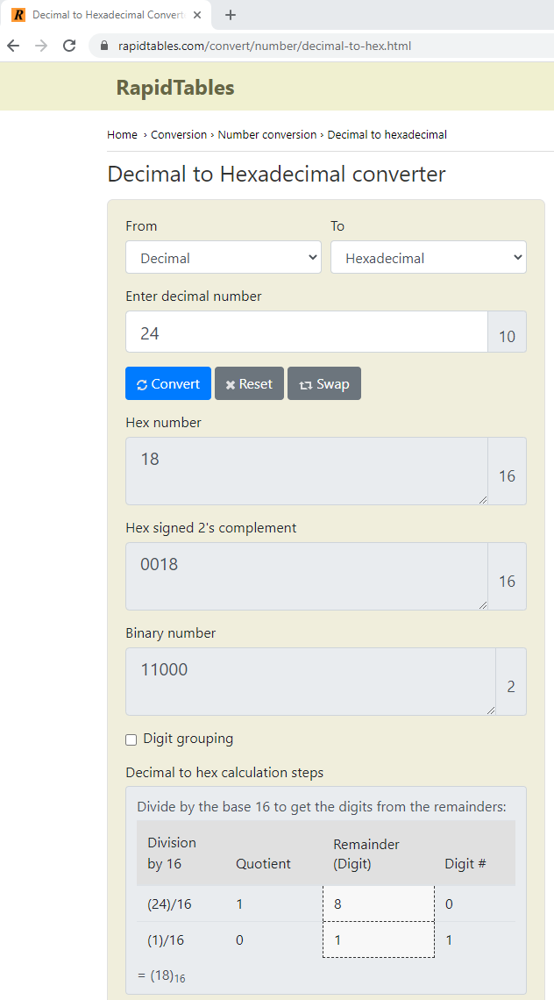 R Decimal to Hexadecimal Convert
rapidtables.com/convert/number/decimal-to-hex.html
RapidTables
Home › Conversion › Number conversion › Decimal to hexadecimal
Decimal to Hexadecimal converter
From To
Decimal Hexadecimal
Enter decimal number
24 10
Convert Reset Swap
Hex number
18 16
Hex signed 2's complement
0018 16
Binary number
11000 2
Digit grouping
Decimal to hex calculation steps
Divide by the base 16 to get the digits from the remainders:
Division Remainder
by 16 Quotient (Digit) Digit #
(24)/16 1 8 0
(1)/16 0 1 1
= (18)₁₆